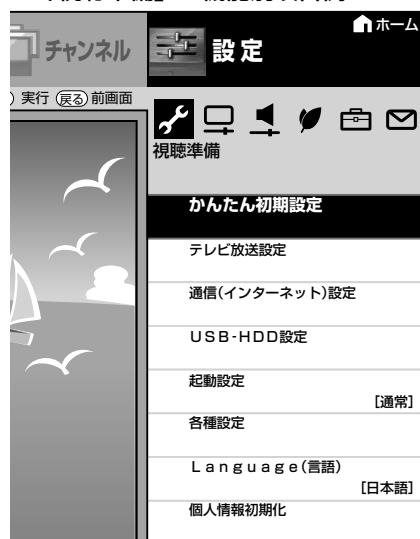 チャンネル
設定
ホーム
実行 戻る 前画面
視聴準備
かんたん初期設定
テレビ放送設定
通信(インターネット)設定
USB-HDD設定
起動設定
[通常]
各種設定
Language(言語)
[日本語]
個人情報初期化